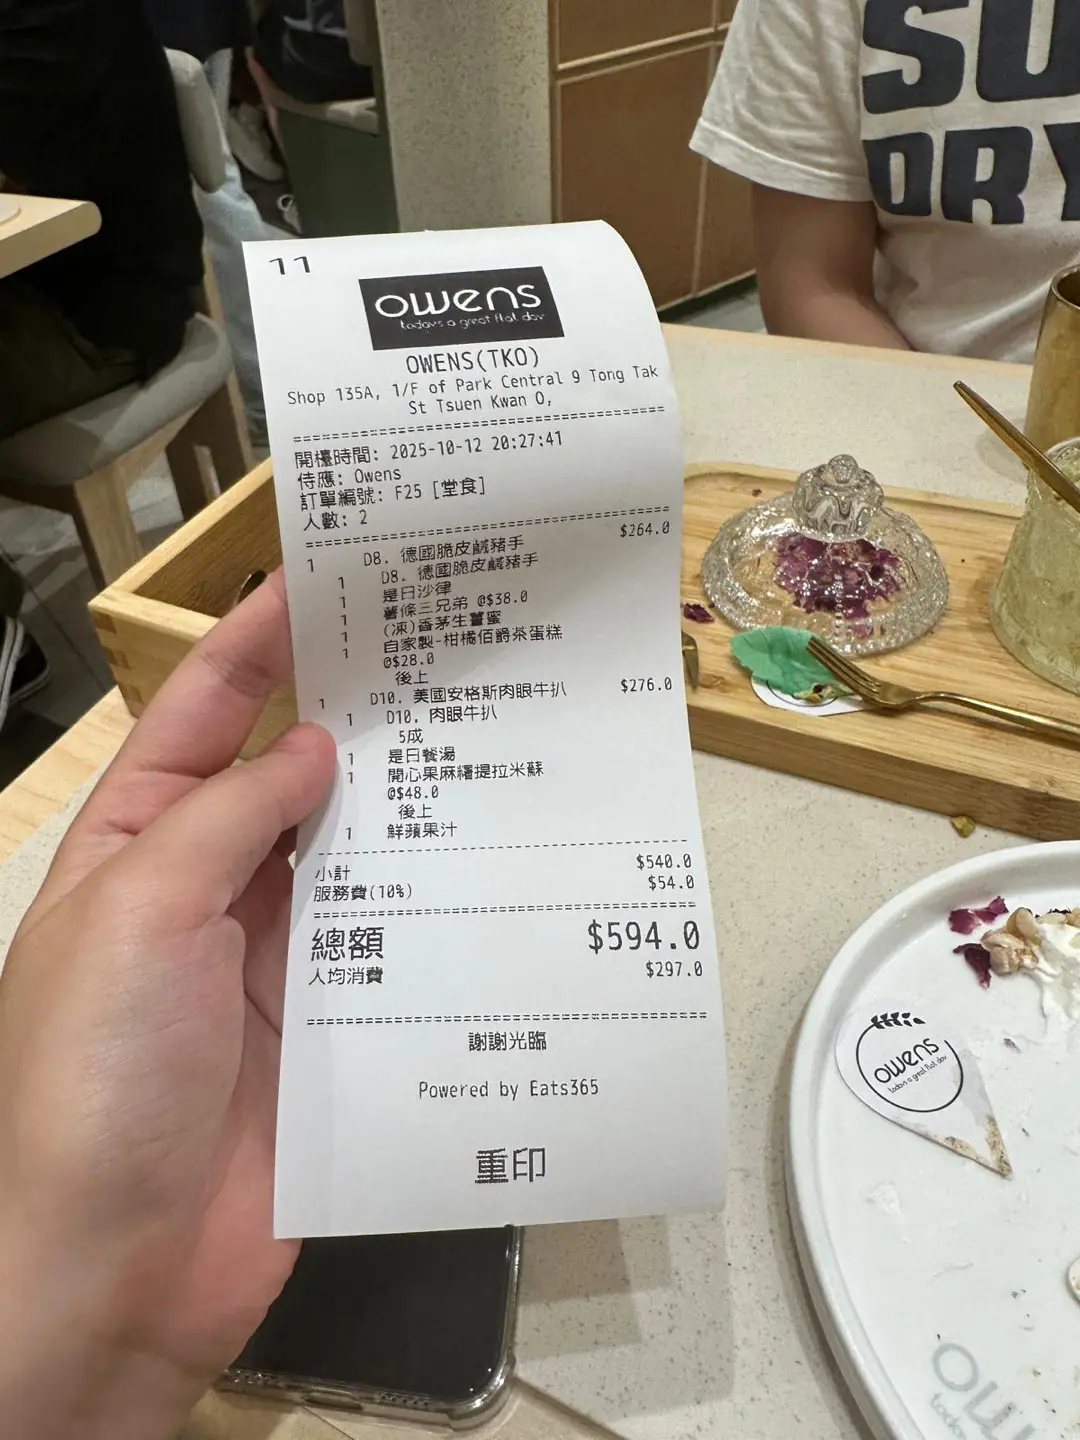 11
owens
today's a great flat day
OWENS(TKO)
Shop 135A, 1/F of Park Central 9 Tong Tak
St Tsuen Kwan O,
開檯時間: 2025-10-12 20:27:41
侍應: Owens
訂單編號: F25 [堂食]
人數: 2
1 D8. 德國脆皮鹹豬手 $264.0
1 D8. 德國脆皮鹹豬手
1 是日沙律
1 薯條三兄弟 @$38.0
1 (凍)香茅生薑蜜
1 自家製-柑橘佰爵茶蛋糕
@$28.0
後上
1 D10. 美國安格斯肉眼牛扒 $276.0
1 D10. 肉眼牛扒
5成
1 是日餐湯
1 開心果麻糬提拉米蘇
@$48.0
後上
1 鮮蘋果汁
小計 $540.0
服務費(10%) $54.0
總額 $594.0
人均消費 $297.0
謝謝光臨
Powered by Eats365
重印
SU
DRY
owens
today's a great flat day
OW